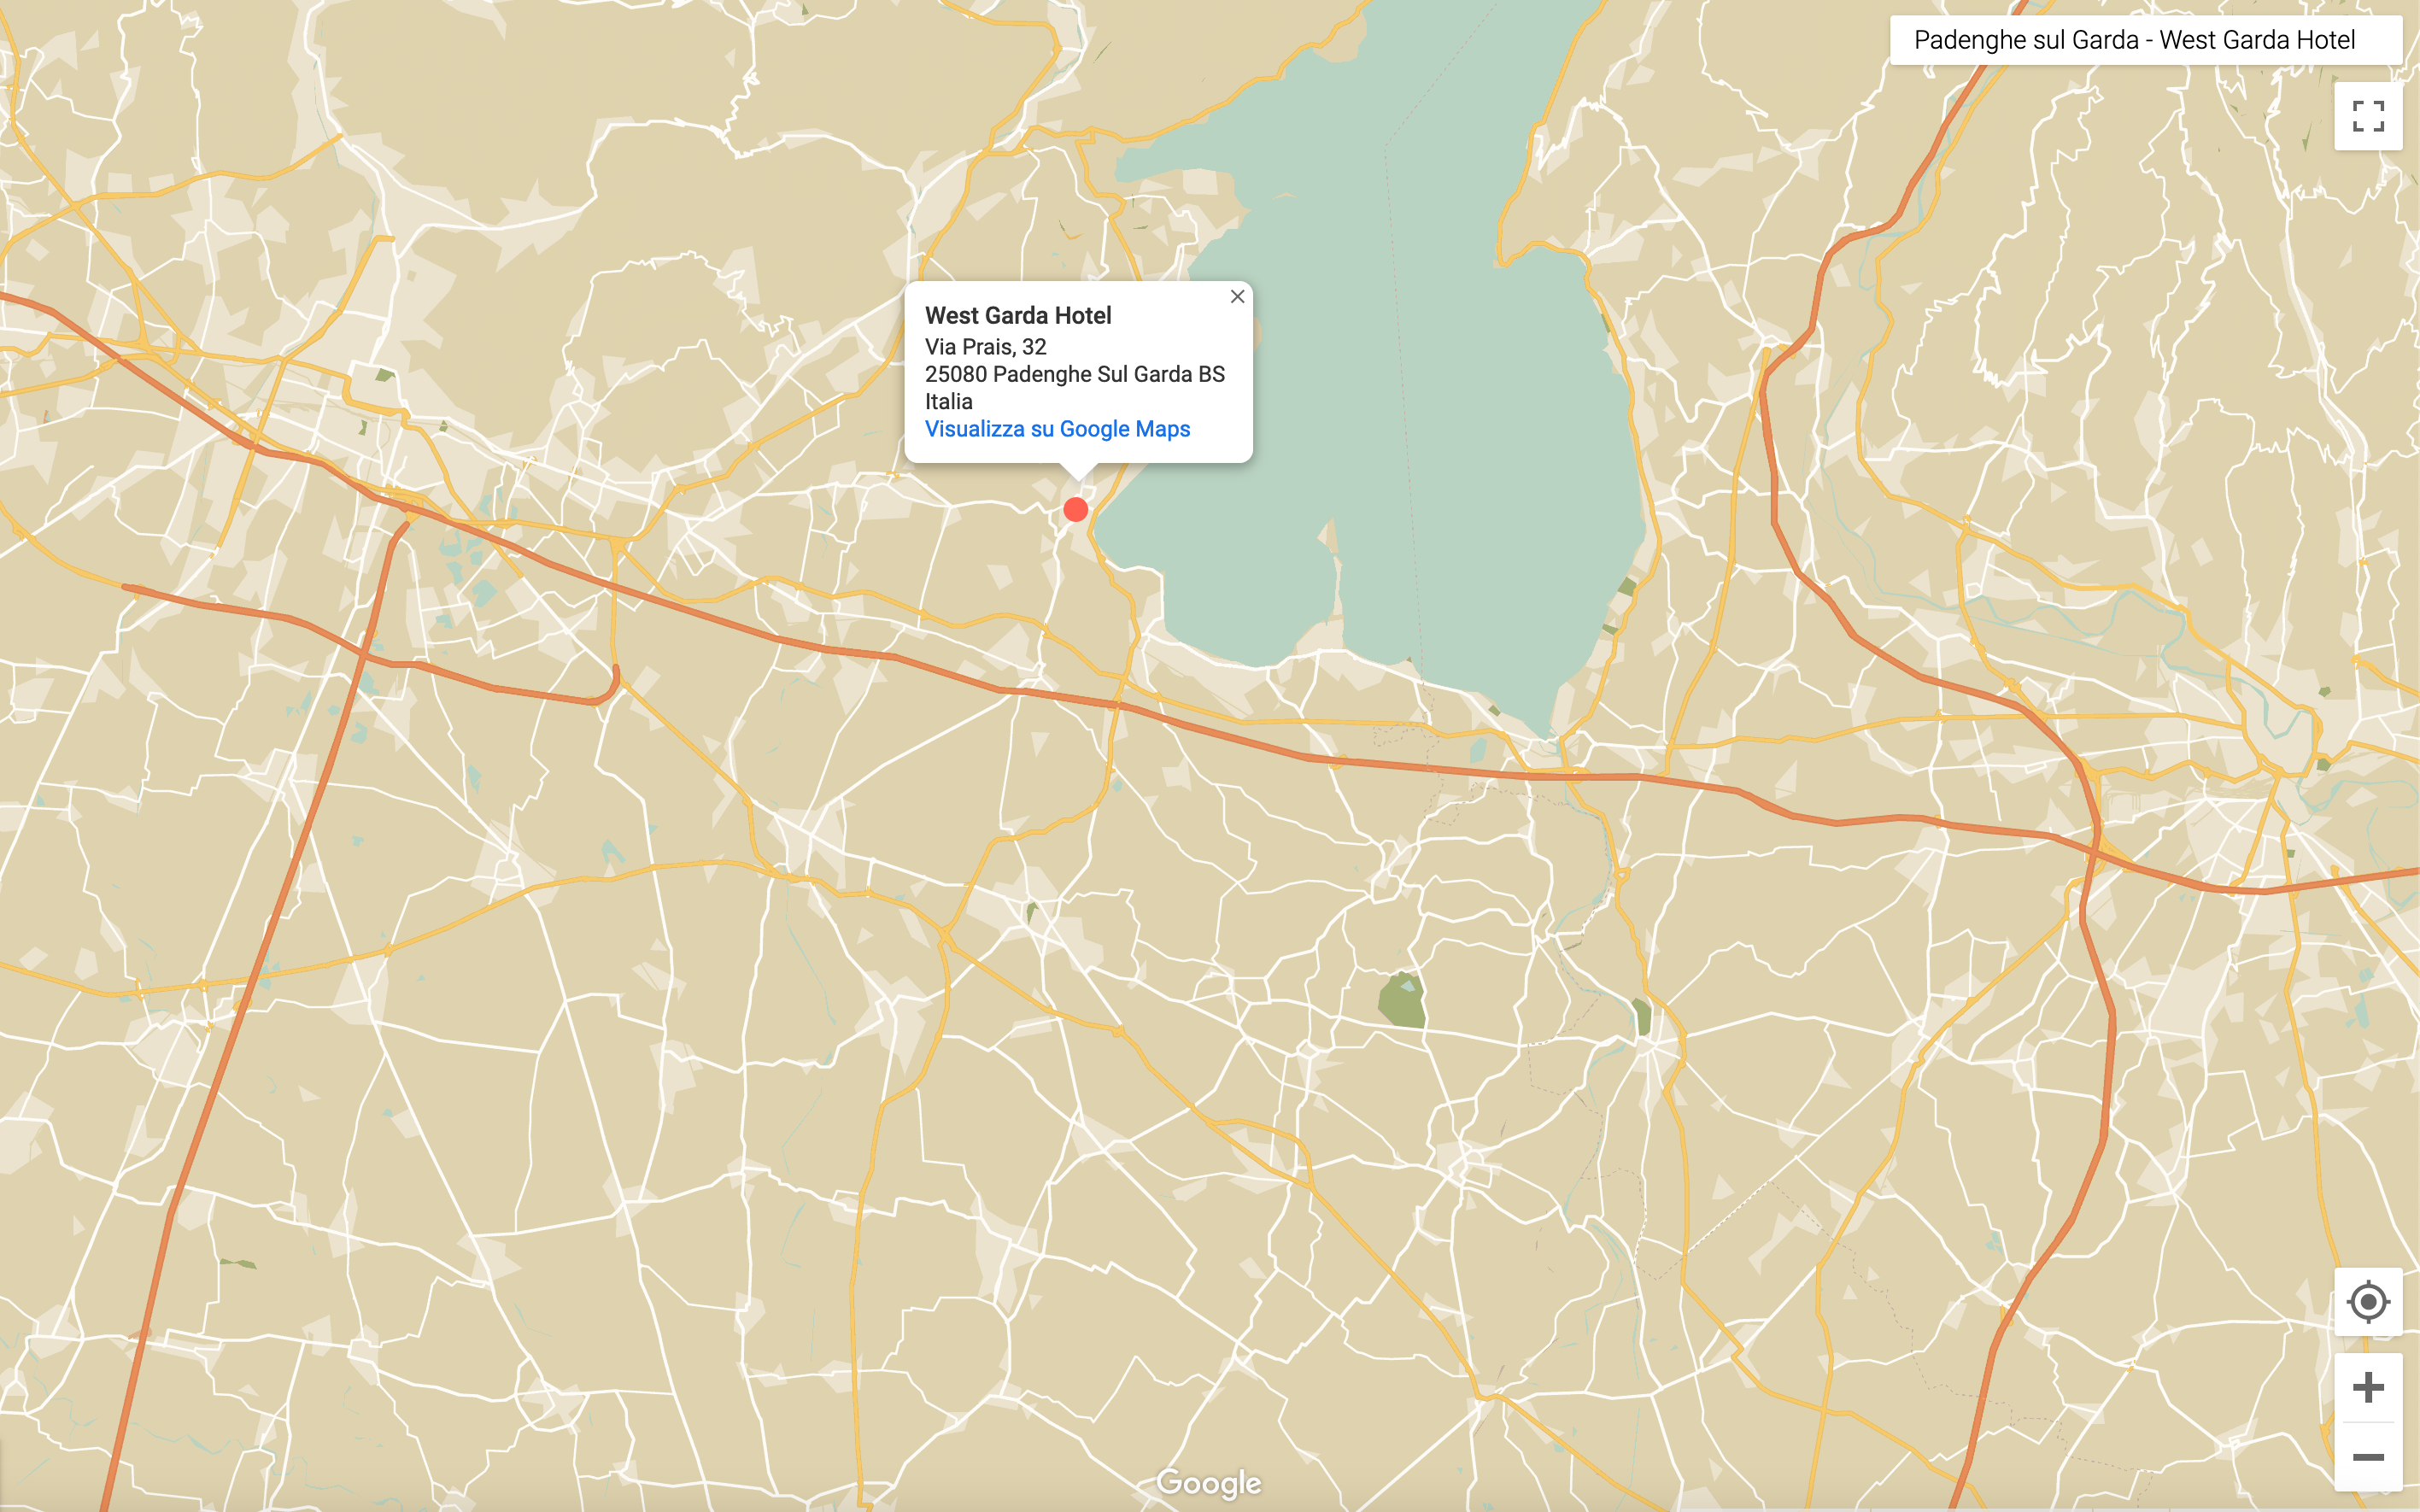 Padenghe sul Garda - West Garda Hotel
West Garda Hotel
Via Prais, 32
25080 Padenghe Sul Garda BS
Italia
Visualizza su Google Maps
Google